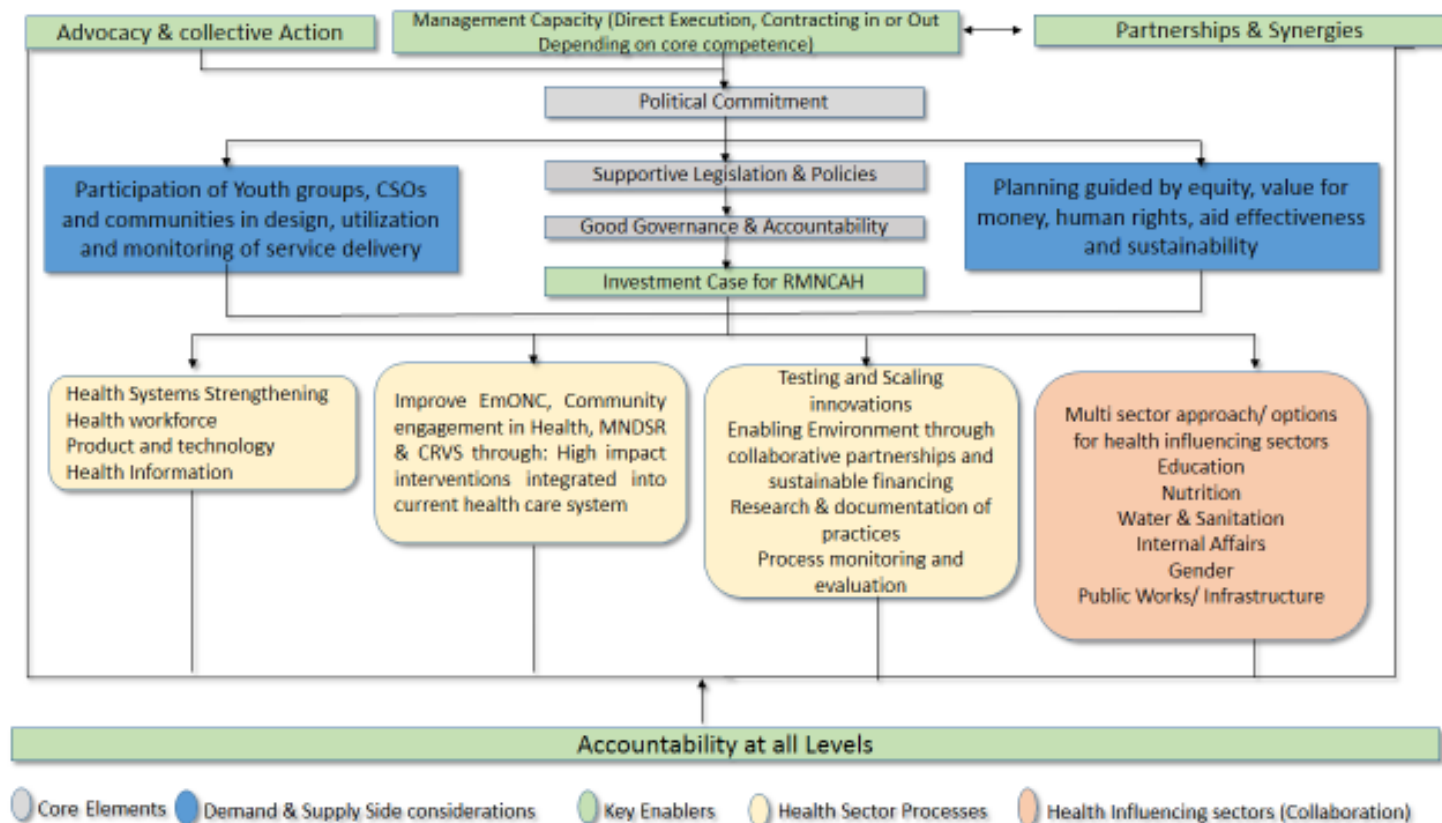 Advocacy & collective Action
Management Capacity (Direct Execution, Contracting in or Out
Depending on core competence)
Partnerships & Synergies
Political Commitment
Participation of Youth groups, CSOs
and communities in design, utilization
and monitoring of service delivery
Supportive Legislation & Policies
Good Governance & Accountability
Investment Case for RMNCAH
Planning guided by equity, value for
money, human rights, aid effectiveness
and sustainability
Health Systems Strengthening
Health workforce
Product and technology
Health Information
Improve EmONC, Community
engagement in Health, MNDSR
& CRVS through: High impact
interventions integrated into
current health care system
Testing and Scaling
innovations
Enabling Environment through
collaborative partnerships and
sustainable financing
Research & documentation of
practices
Process monitoring and
evaluation
Multi sector approach/ options
for health influencing sectors
Education
Nutrition
Water & Sanitation
Internal Affairs
Gender
Public Works/ Infrastructure
Accountability at all Levels
Core Elements
Demand & Supply Side considerations
Key Enablers
Health Sector Processes
Health Influencing sectors (Collaboration)